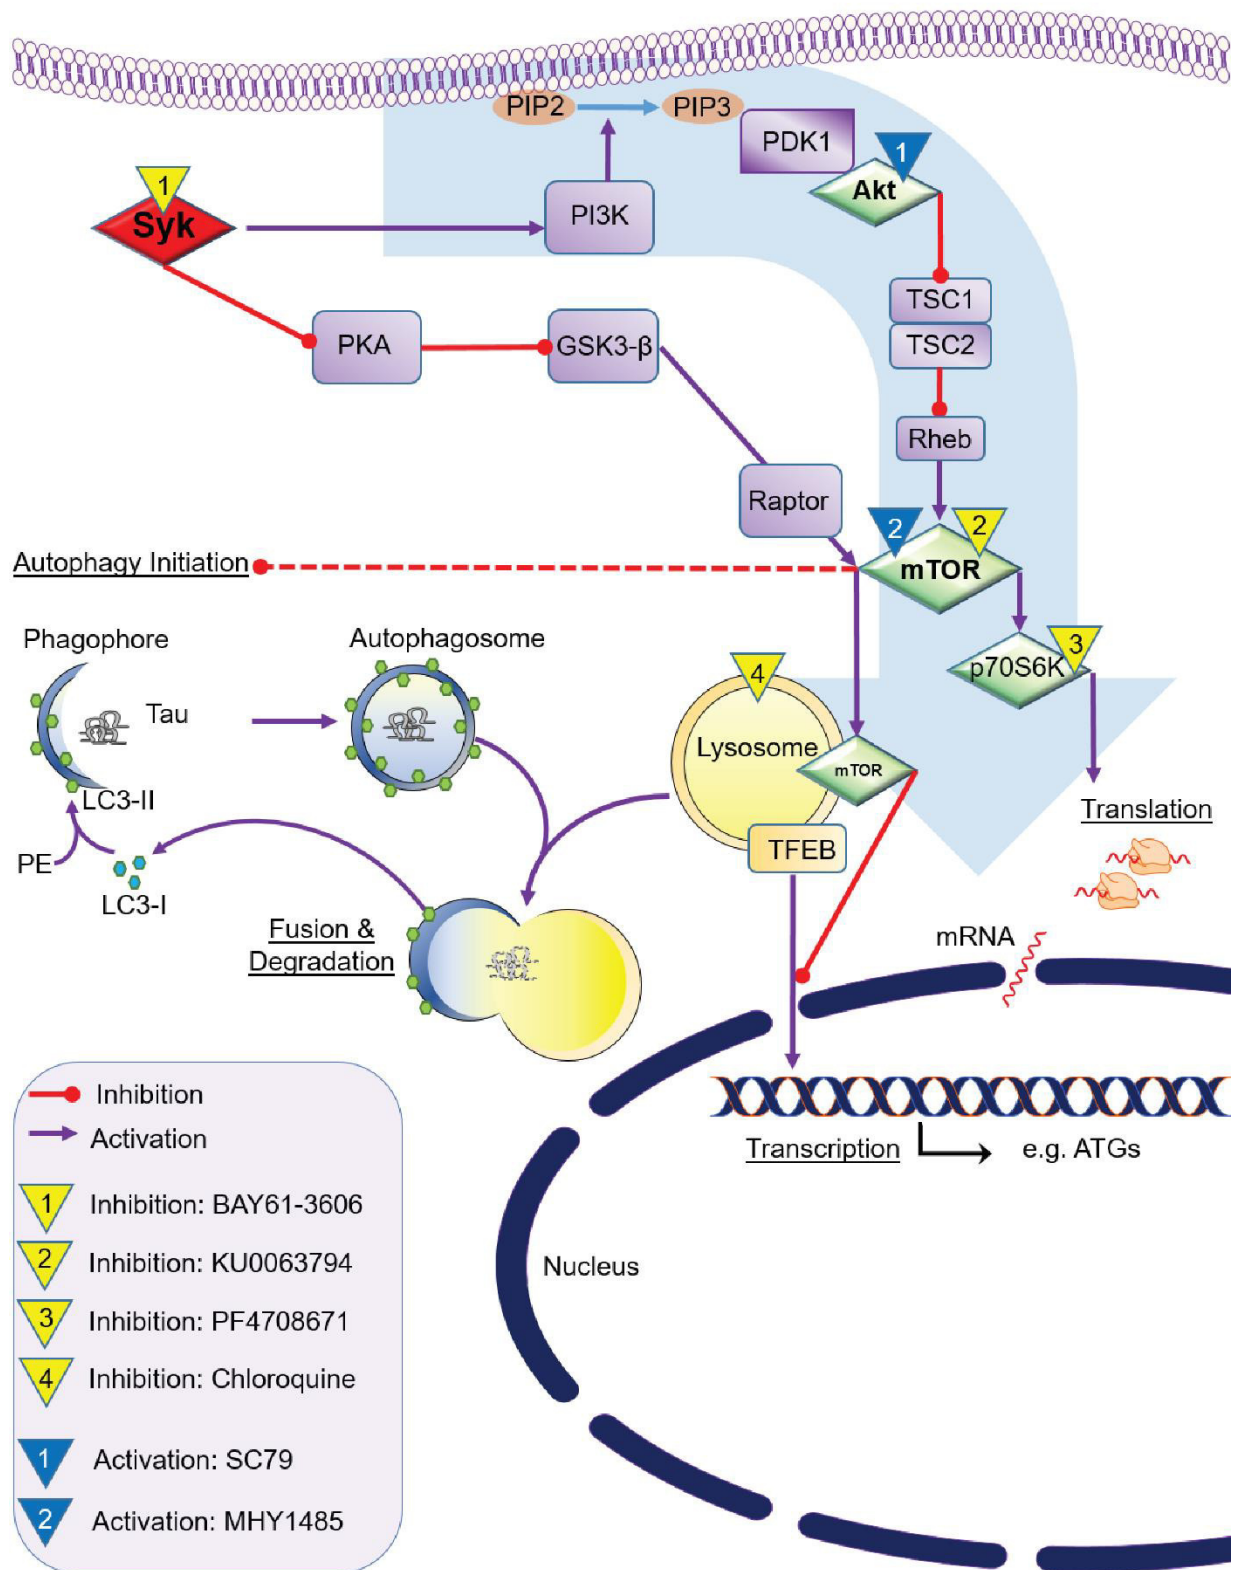 PIP2
PIP3
PDK1
1
Akt
1
Syk
PI3K
TSC1
TSC2
PKA
GSK3-β
Rheb
Raptor
2
2
mTOR
Autophagy Initiation
Phagophore
Autophagosome
3
p70S6K
4
Tau
Lysosome
mTOR
LC3-II
Translation
TFEB
PE
LC3-I
Fusion &
Degradation
mRNA
Inhibition
Activation
Transcription
e.g. ATGs
1 Inhibition: BAY61-3606
2 Inhibition: KU0063794
Nucleus
3 Inhibition: PF4708671
4 Inhibition: Chloroquine
1 Activation: SC79
2 Activation: MHY1485